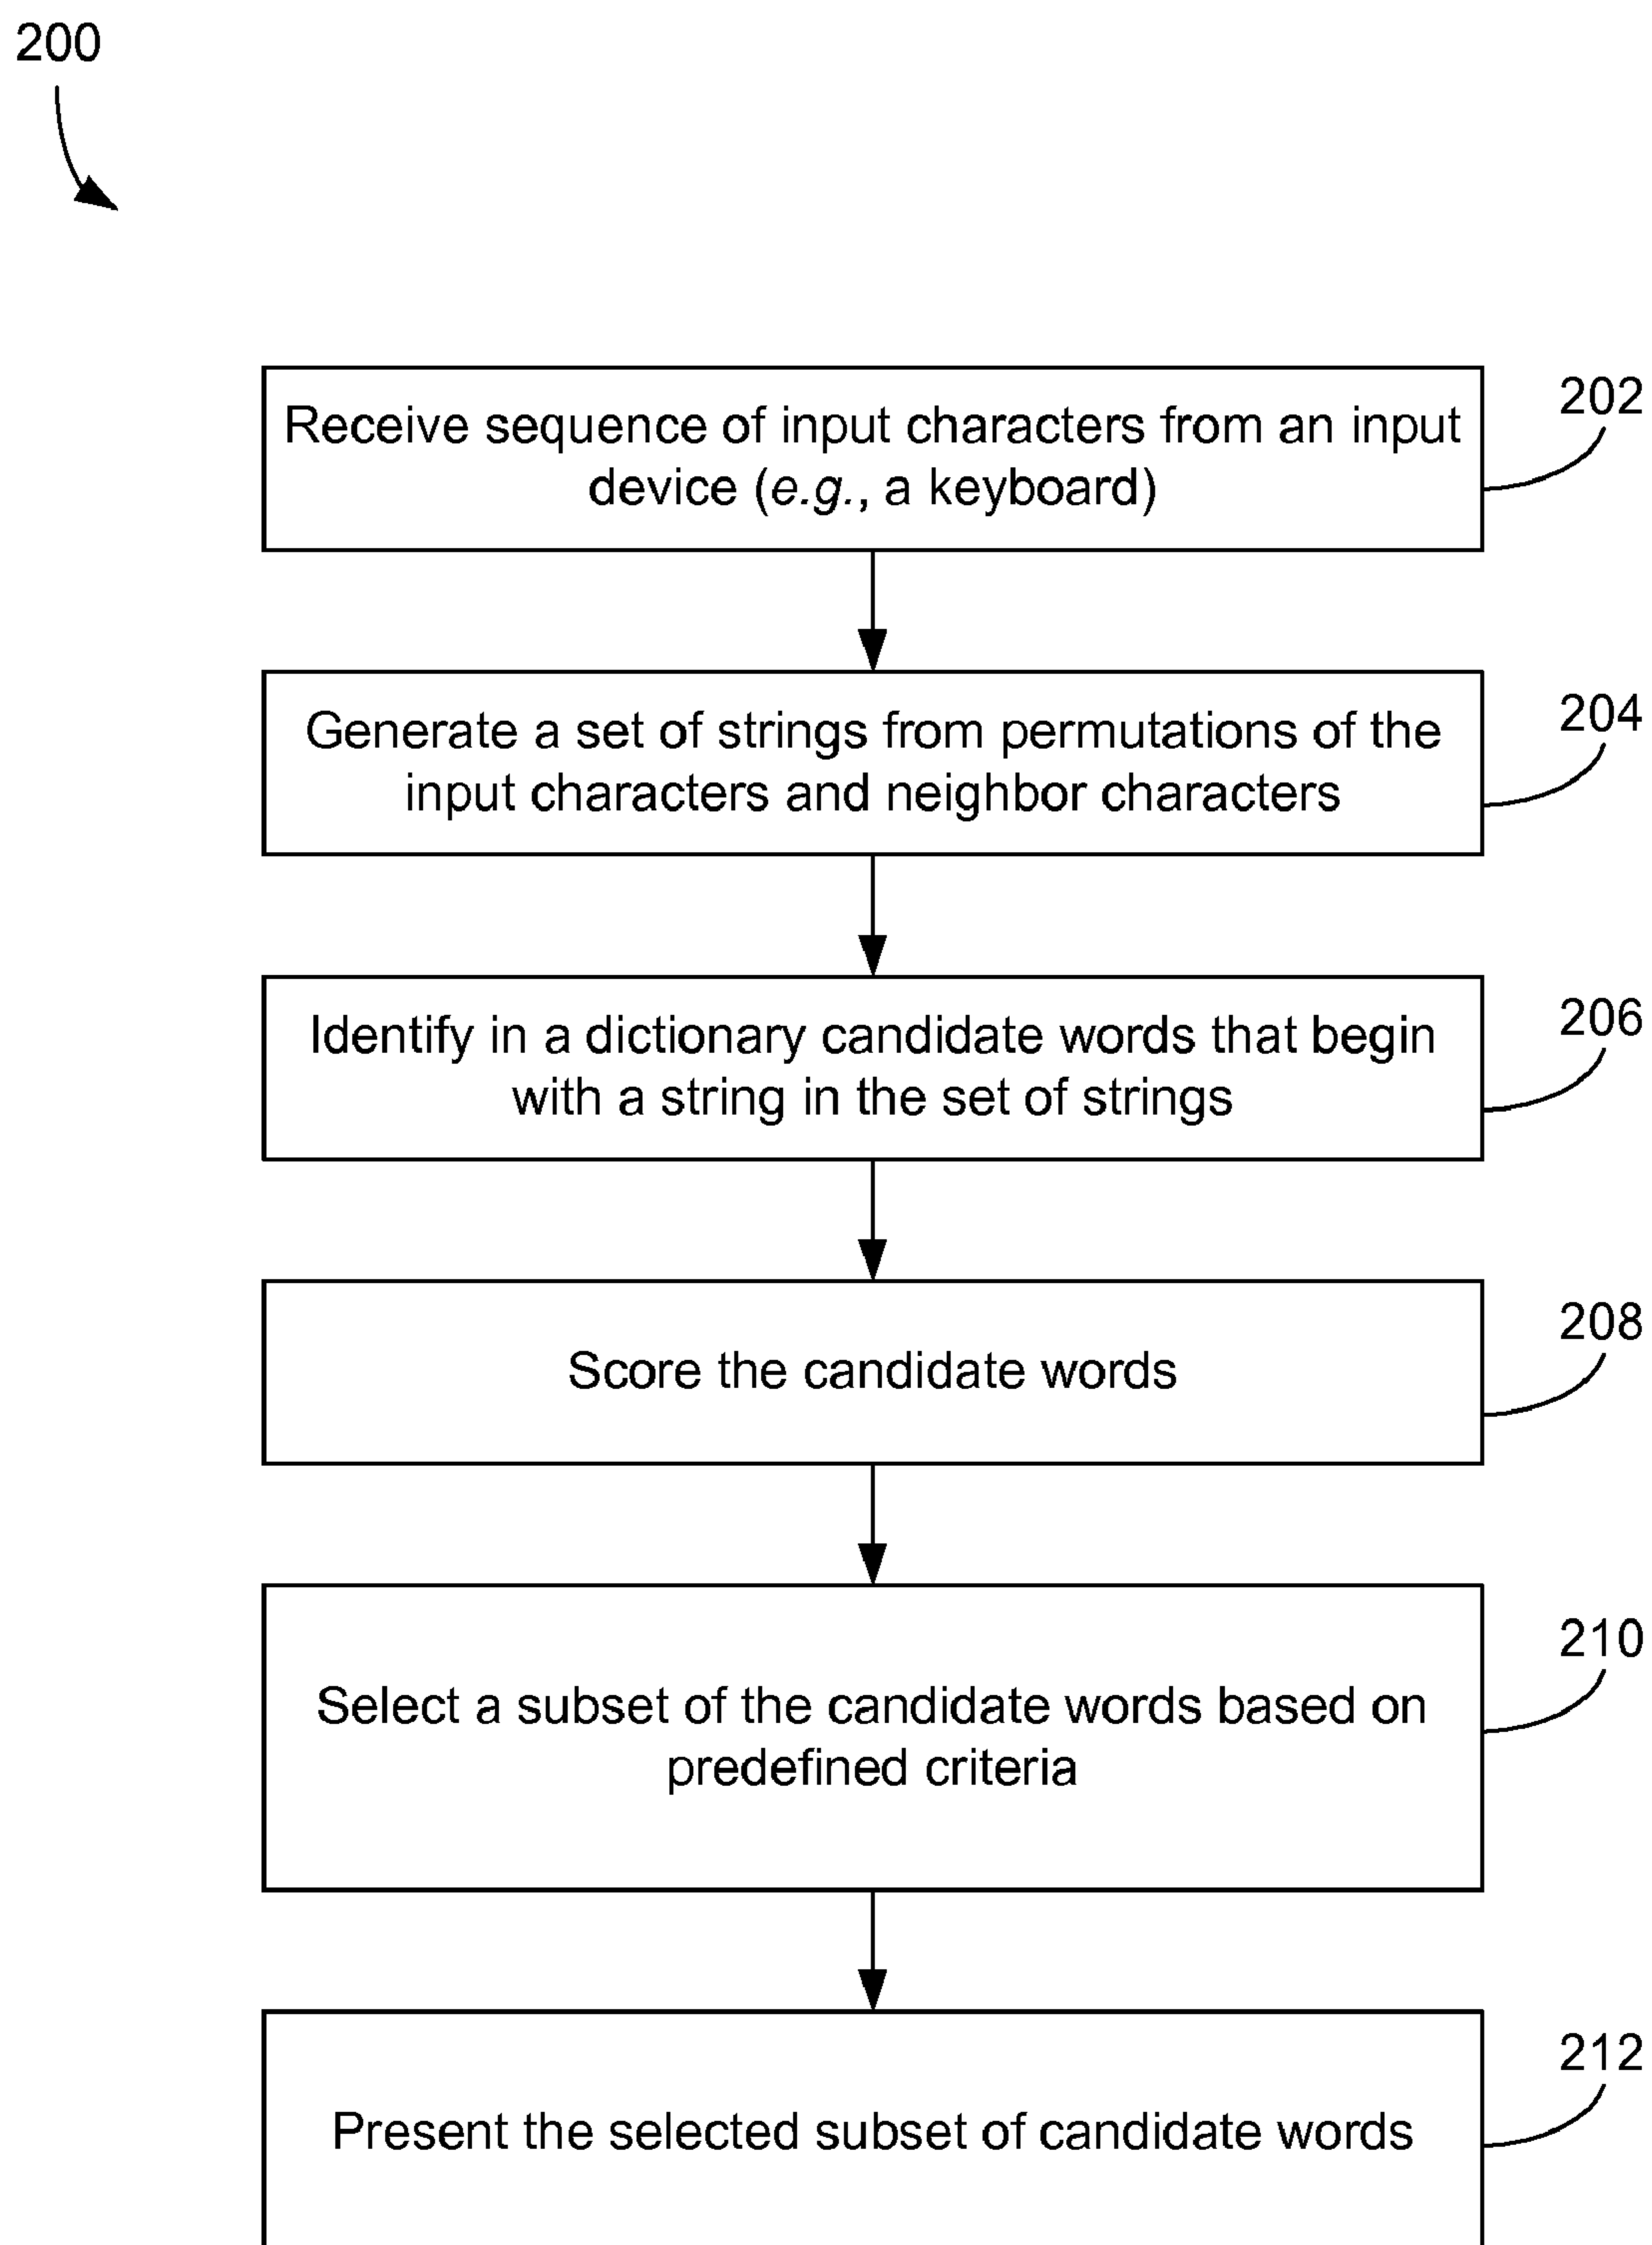 200
Receive sequence of input characters from an input
device (e.g., a keyboard)
202
Generate a set of strings from permutations of the
input characters and neighbor characters
204
Identify in a dictionary candidate words that begin
with a string in the set of strings
206
Score the candidate words
208
Select a subset of the candidate words based on
predefined criteria
210
Present the selected subset of candidate words
212